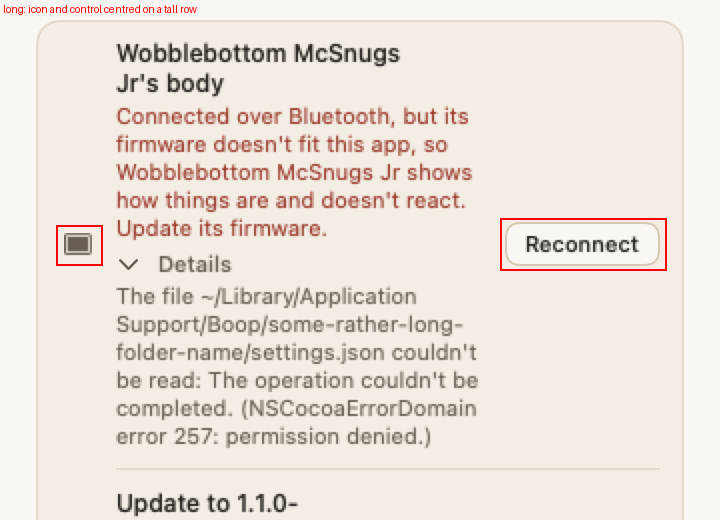 long: icon and control centred on a tall row
Wobblebottom McSnugs
Jr's body
Connected over Bluetooth, but its
firmware doesn't fit this app, so
Wobblebottom McSnugs Jr shows
how things are and doesn't react.
Update its firmware.
Reconnect
Details
The file ~/Library/Application
Support/Boop/some-rather-long-
folder-name/settings.json couldn't
be read: The operation couldn't be
completed. (NSCocoaErrorDomain
error 257: permission denied.)
Update to 1.1.0-